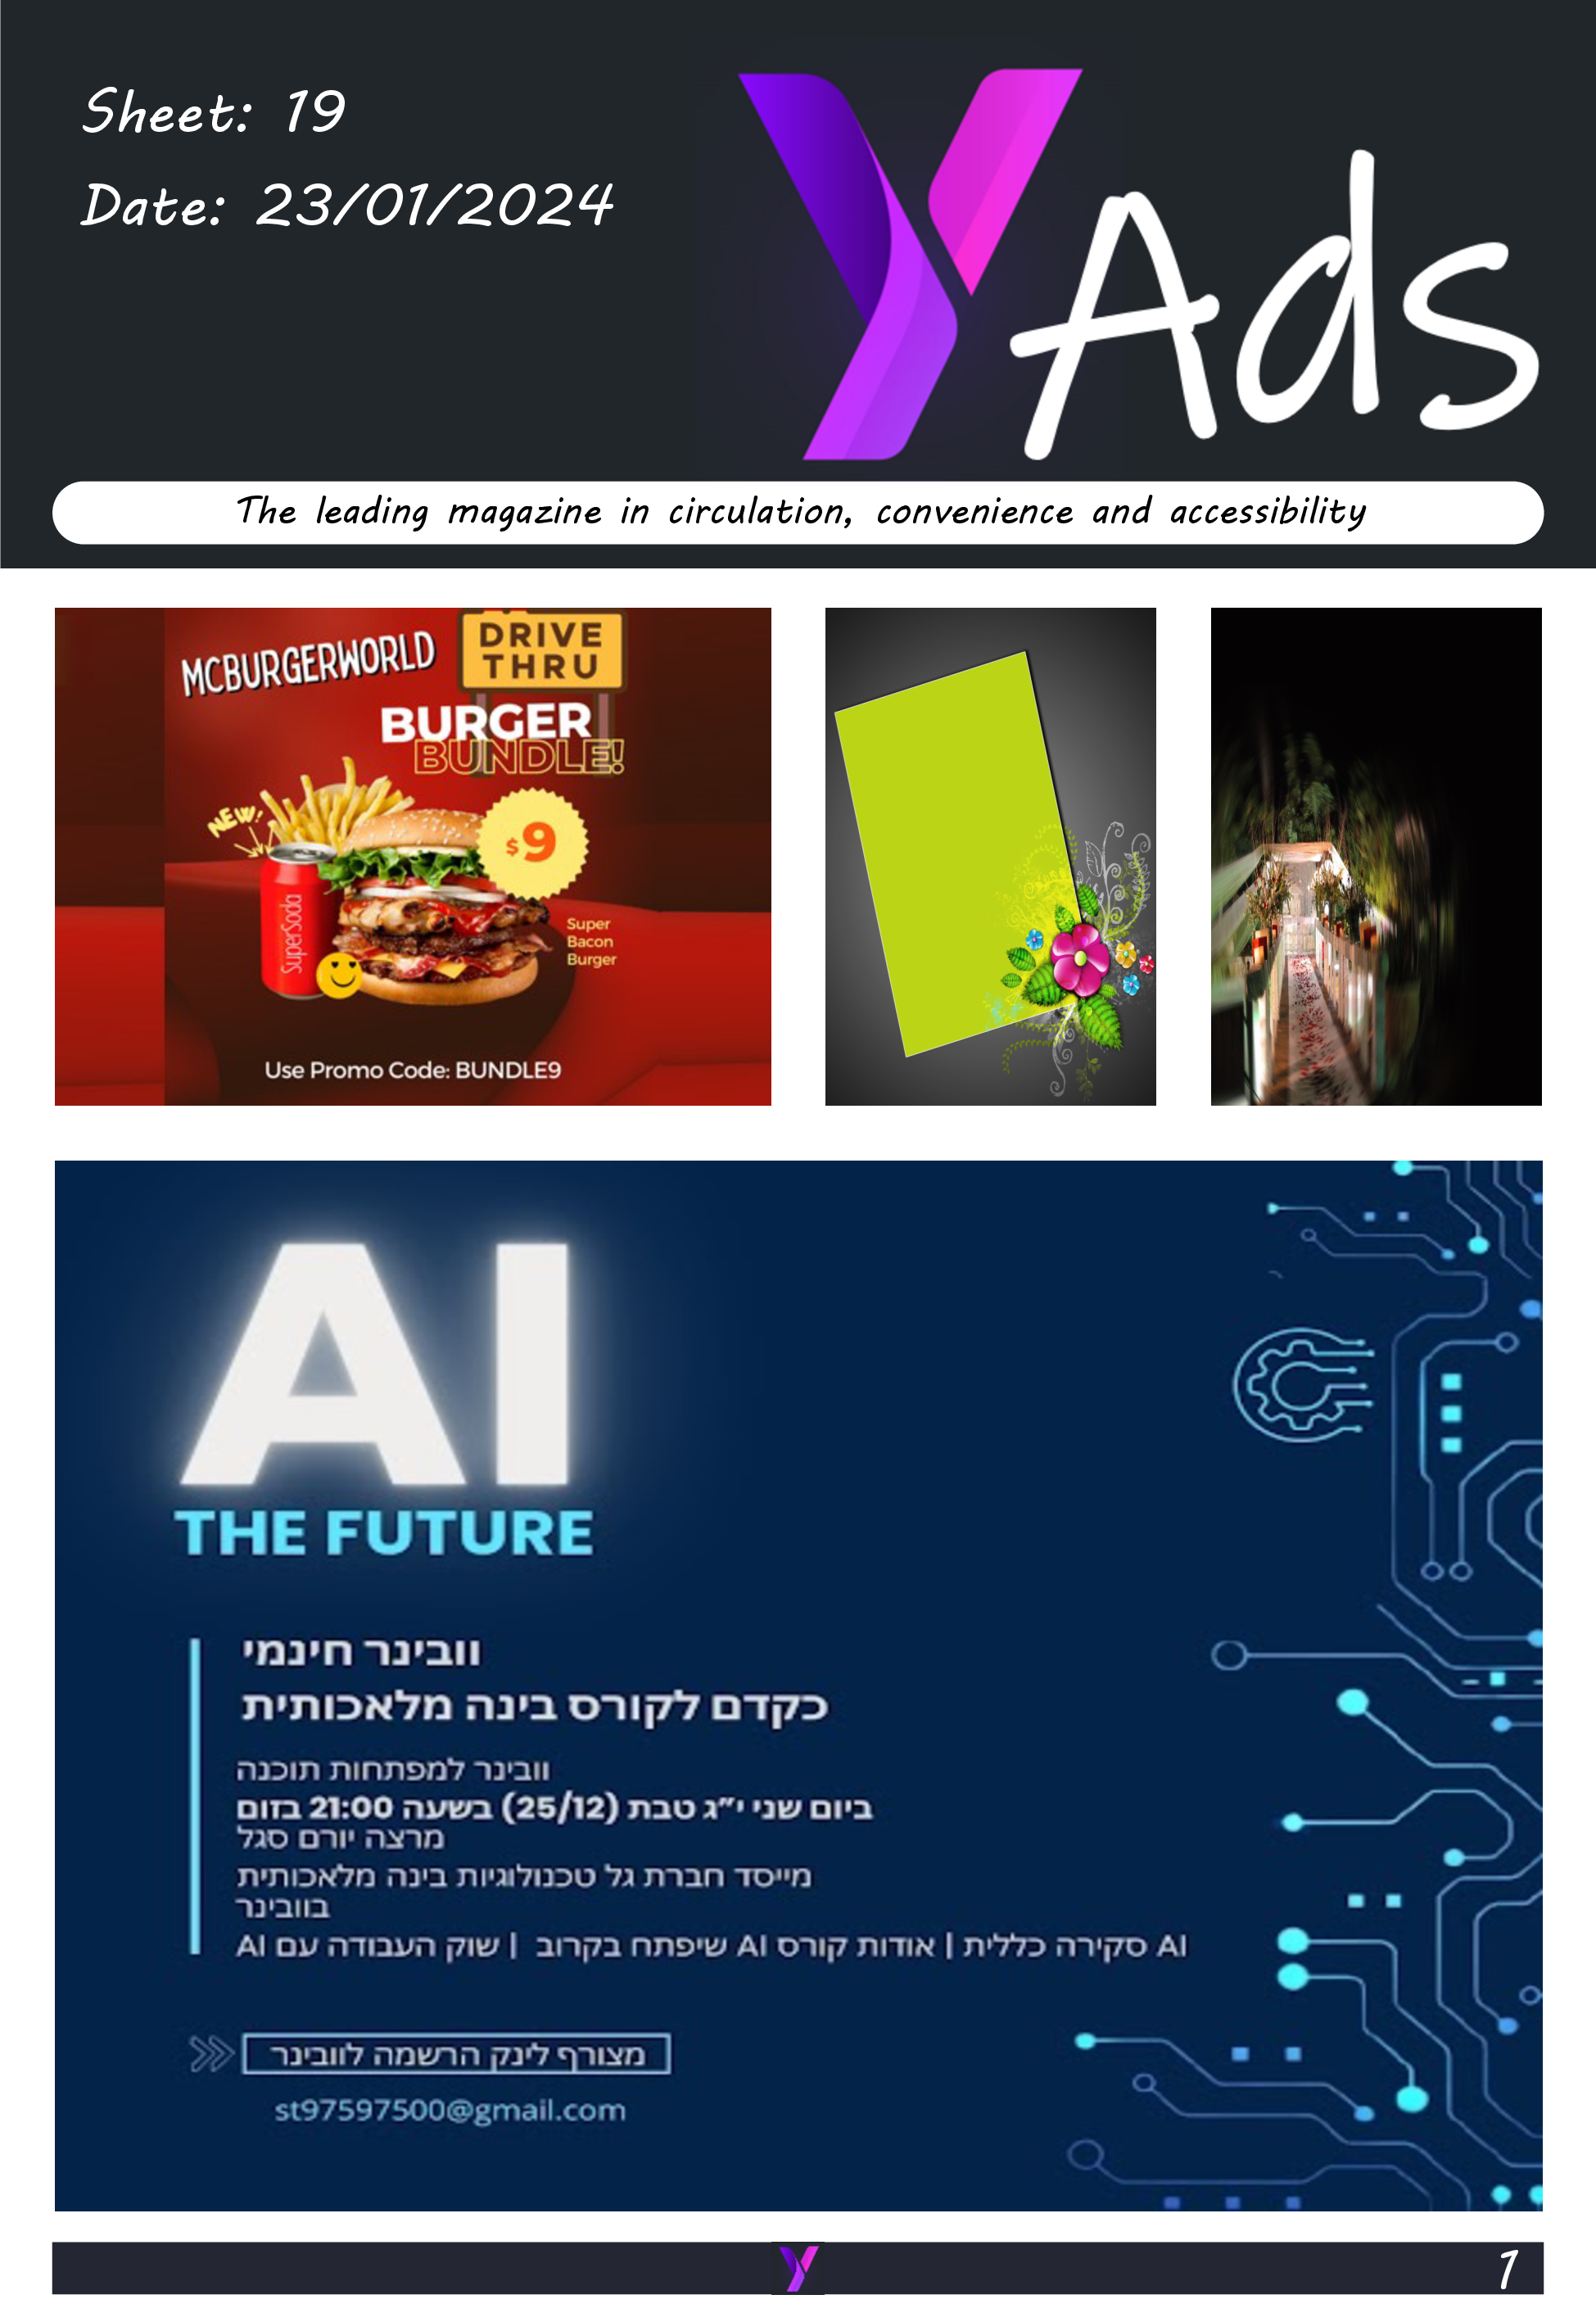 Sheet: 19
Date: 23/01/2024
Y Ads
The leading magazine in circulation, convenience and accessibility
MCBURGERWORLD
DRIVE
THRU
BURGER
BUNDLE!
NEW!
$9
SuperSoda
Super
Bacon
Burger
Use Promo Code: BUNDLE9
AI
THE FUTURE
וובינר חינמי
כקדם לקורס בינה מלאכותית
וובינר למפתחות תוכנה
ביום שני י״ג טבת (25/12) בשעה 21:00 בזום
מרצה יורם סגל
מייסד חברת גל טכנולוגיות בינה מלאכותית
בוובינר
AI סקירה כללית | אודות קורס AI שיפתח בקרוב | שוק העבודה עם AI
מצורף לינק הרשמה לוובינר
st97597500@gmail.com
Y
1